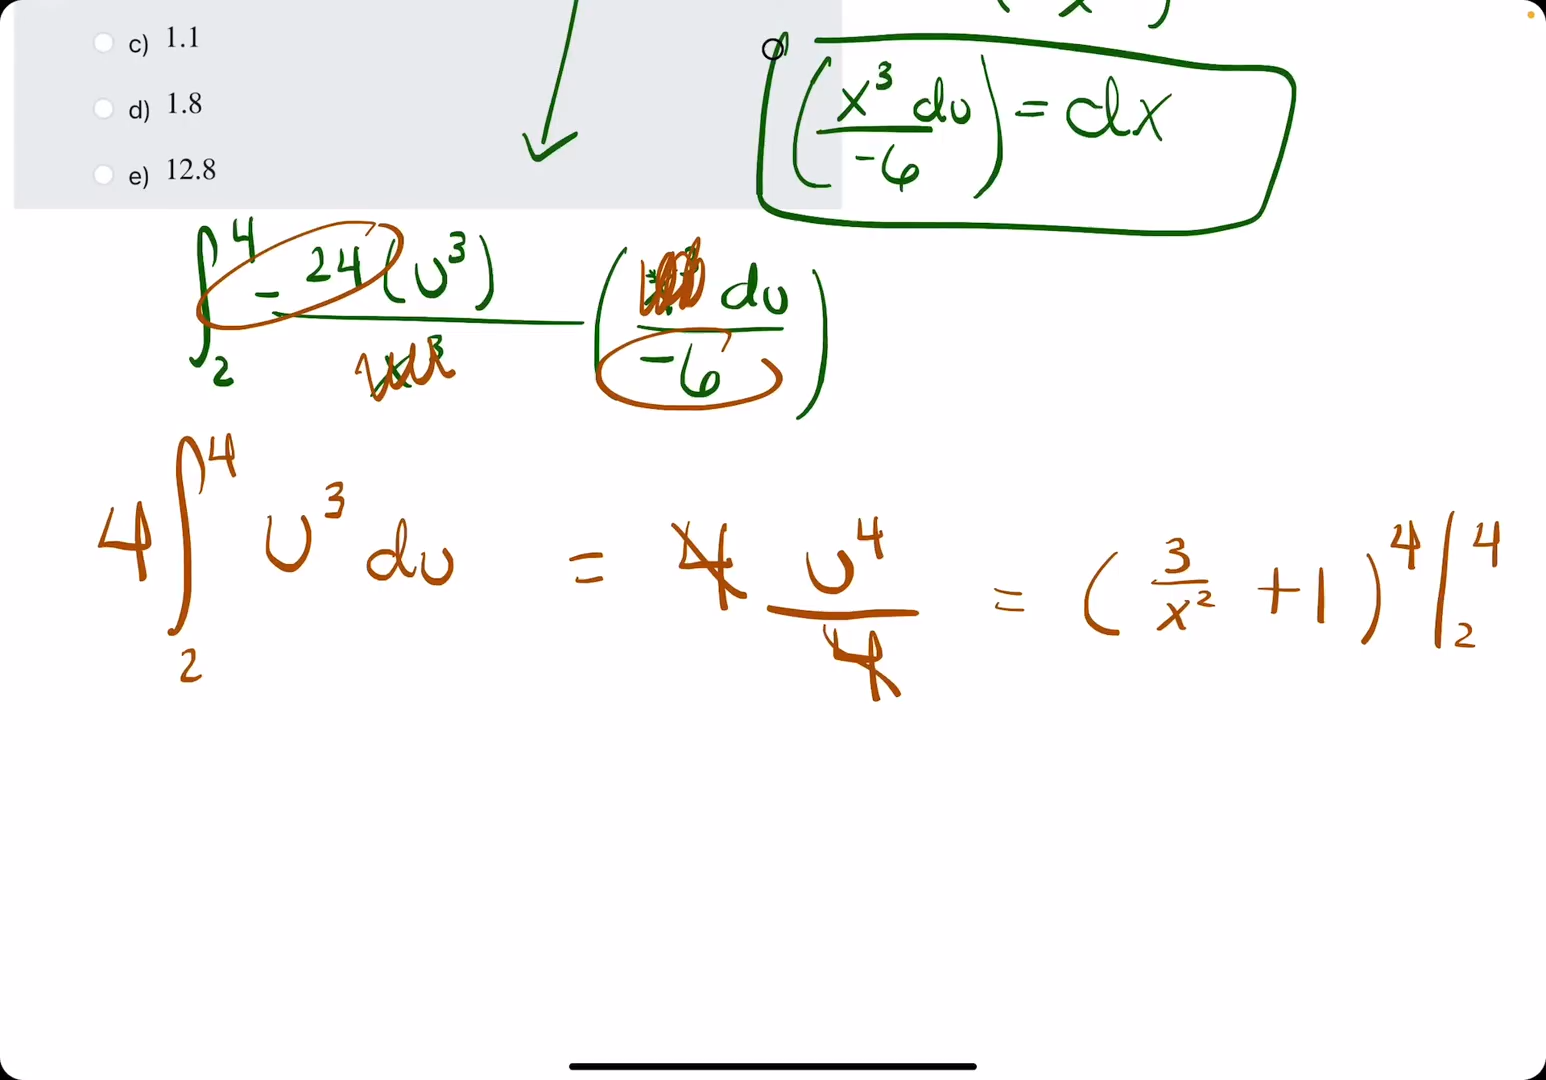 c) 1.1
d) 1.8
e) 12.8
(x³ du / -6) = dx
∫₂⁴ -24(u³) / x³ (x³ du / -6)
4 ∫₂⁴ u³ du = 4 u⁴/4 = (3/x² + 1)⁴ |₂⁴